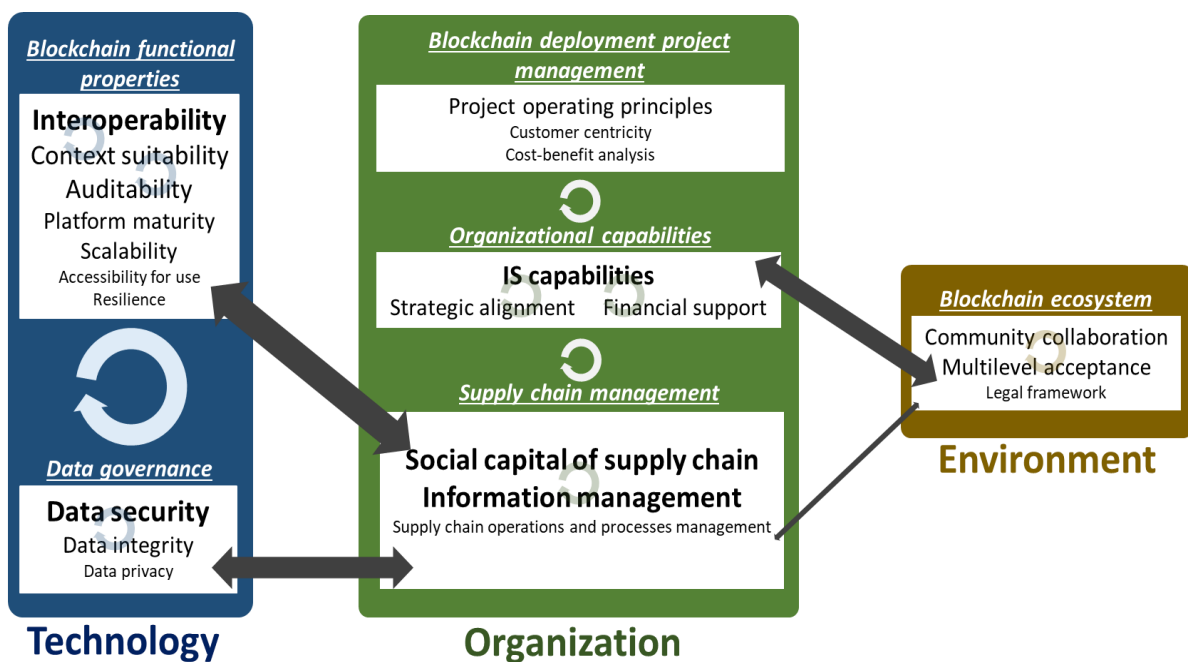 Blockchain functional
properties
Interoperability
Context suitability
Auditability
Platform maturity
Scalability
Accessibility for use
Resilience
Data governance
Data security
Data integrity
Data privacy
Technology
Blockchain deployment project
management
Project operating principles
Customer centricity
Cost-benefit analysis
Organizational capabilities
IS capabilities
Strategic alignment Financial support
Supply chain management
Social capital of supply chain
Information management
Supply chain operations and processes management
Organization
Blockchain ecosystem
Community collaboration
Multilevel acceptance
Legal framework
Environment